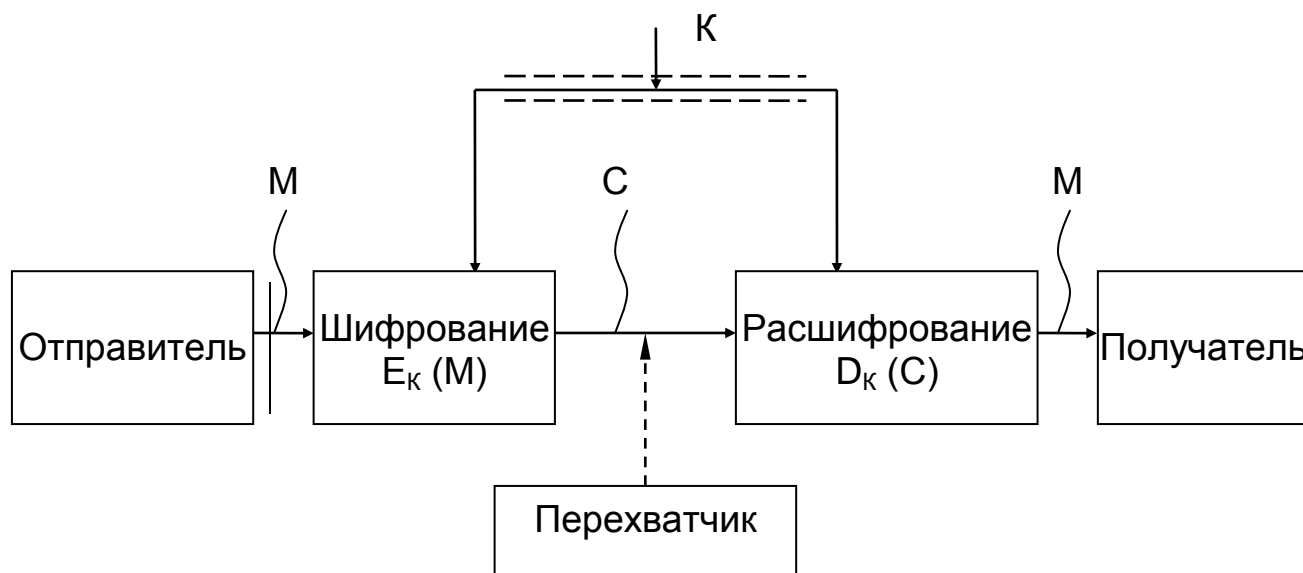 К
М
С
М
Отправитель
Шифрование
Eк (М)
Расшифрование
Dк (С)
Получатель
Перехватчик